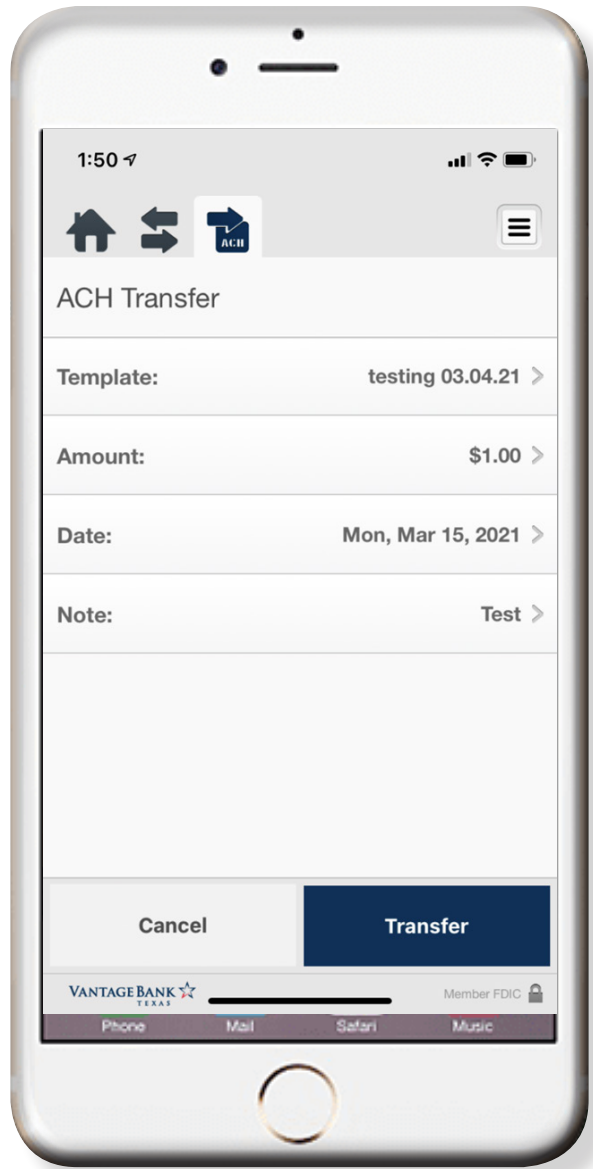 1:50
ACH
ACH Transfer
Template: testing 03.04.21
Amount: $1.00
Date: Mon, Mar 15, 2021
Note: Test
Cancel Transfer
VANTAGE BANK
TEXAS
Member FDIC
Phone Mail Safari Music